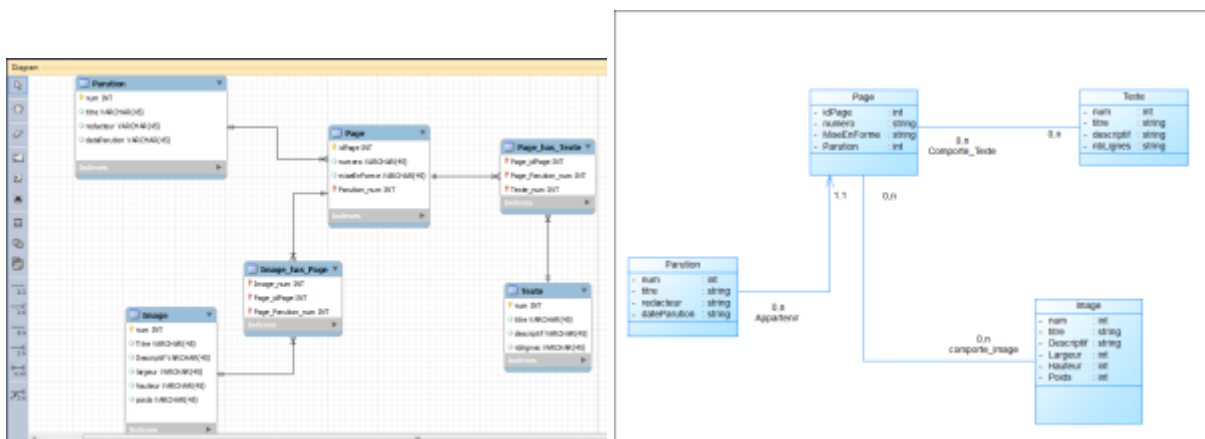 Diagram
Parution
num INT
titre VARCHAR(45)
redacteur VARCHAR(45)
dateParution VARCHAR(45)
Indexes
Page
idPage INT
numero VARCHAR(45)
miseEnForme VARCHAR(45)
Parution_num INT
Indexes
Page_has_Texte
Page_idPage INT
Page_Parution_num INT
Texte_num INT
Indexes
Image_has_Page
Image_num INT
Page_idPage INT
Page_Parution_num INT
Indexes
Texte
num INT
titre VARCHAR(45)
descriptif VARCHAR(45)
nbLignes VARCHAR(45)
Indexes
Image
num INT
Titre VARCHAR(45)
Descriptif VARCHAR(45)
largeur VARCHAR(45)
hauteur VARCHAR(45)
poids VARCHAR(45)
Indexes
Page
- idPage : int
- numero : string
- MiseEnForme : string
- Parution : int
Texte
- num : int
- titre : string
- descriptif : string
- nbLignes : string
0,n
0,n
Comporte_Texte
1,1
0,n
Parution
- num : int
- titre : string
- redacteur : string
- dateParution : string
0,n
Appartenir
Image
- num : int
- titre : string
- Descriptif : string
- Largeur : int
- Hauteur : int
- Poids : int
0,n
comporte_image